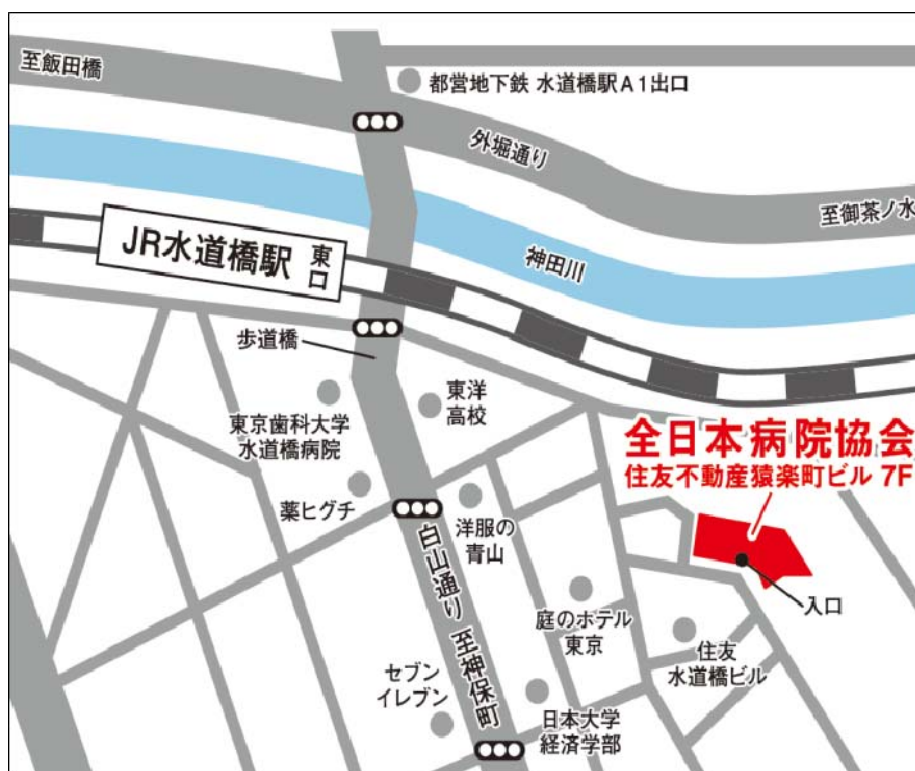 至飯田橋
都営地下鉄 水道橋駅A1出口
外堀通り
至御茶ノ水
JR水道橋駅
東口
神田川
歩道橋
東洋
高校
東京歯科大学
水道橋病院
全日本病院協会
住友不動産猿楽町ビル 7F
薬ヒグチ
洋服の
青山
白山通り
至神保町
入口
庭のホテル
東京
住友
水道橋ビル
セブン
イレブン
日本大学
経済学部